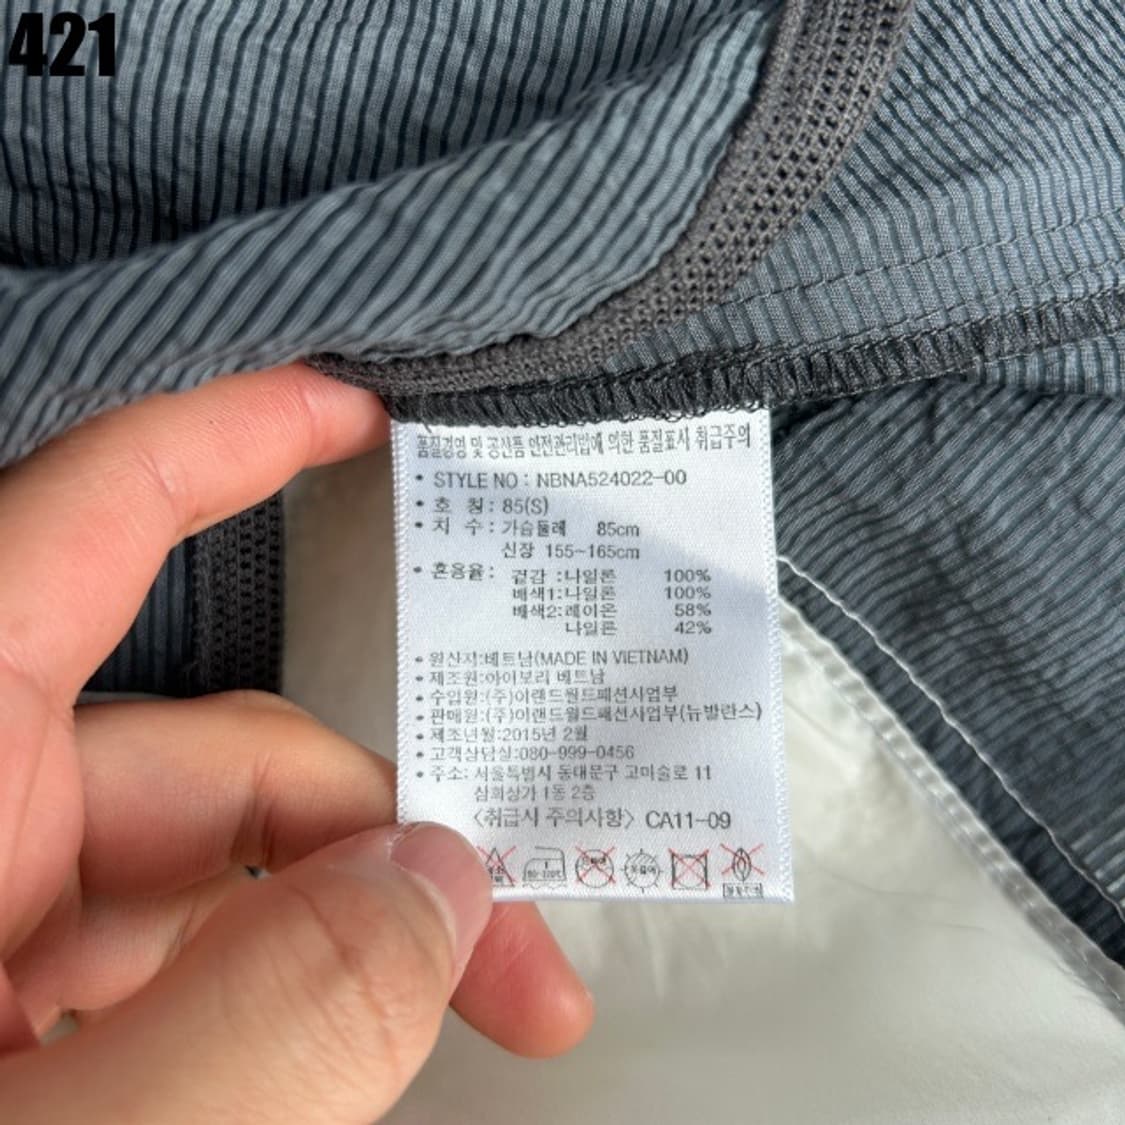 421
품질경영 및 공산품 안전관리법에 의한 품질표시 취급주의
• STYLE NO : NBNA524022-00
• 호 칭 : 85(S)
• 치 수 : 가슴둘레 85cm
신장 155~165cm
• 혼용율 : 겉감 :나일론 100%
배색1:나일론 100%
배색2:레이온 58%
나일론 42%
• 원산지:베트남(MADE IN VIETNAM)
• 제조원:아이보리 베트남
• 수입원:(주)이랜드월드패션사업부
• 판매원:(주)이랜드월드패션사업부(뉴발란스)
• 제조년월:2015년 2월
• 고객상담실:080-999-0456
• 주소: 서울특별시 동대문구 고미술로 11
삼희상가 1동 2층
<취급시 주의사항> CA11-09